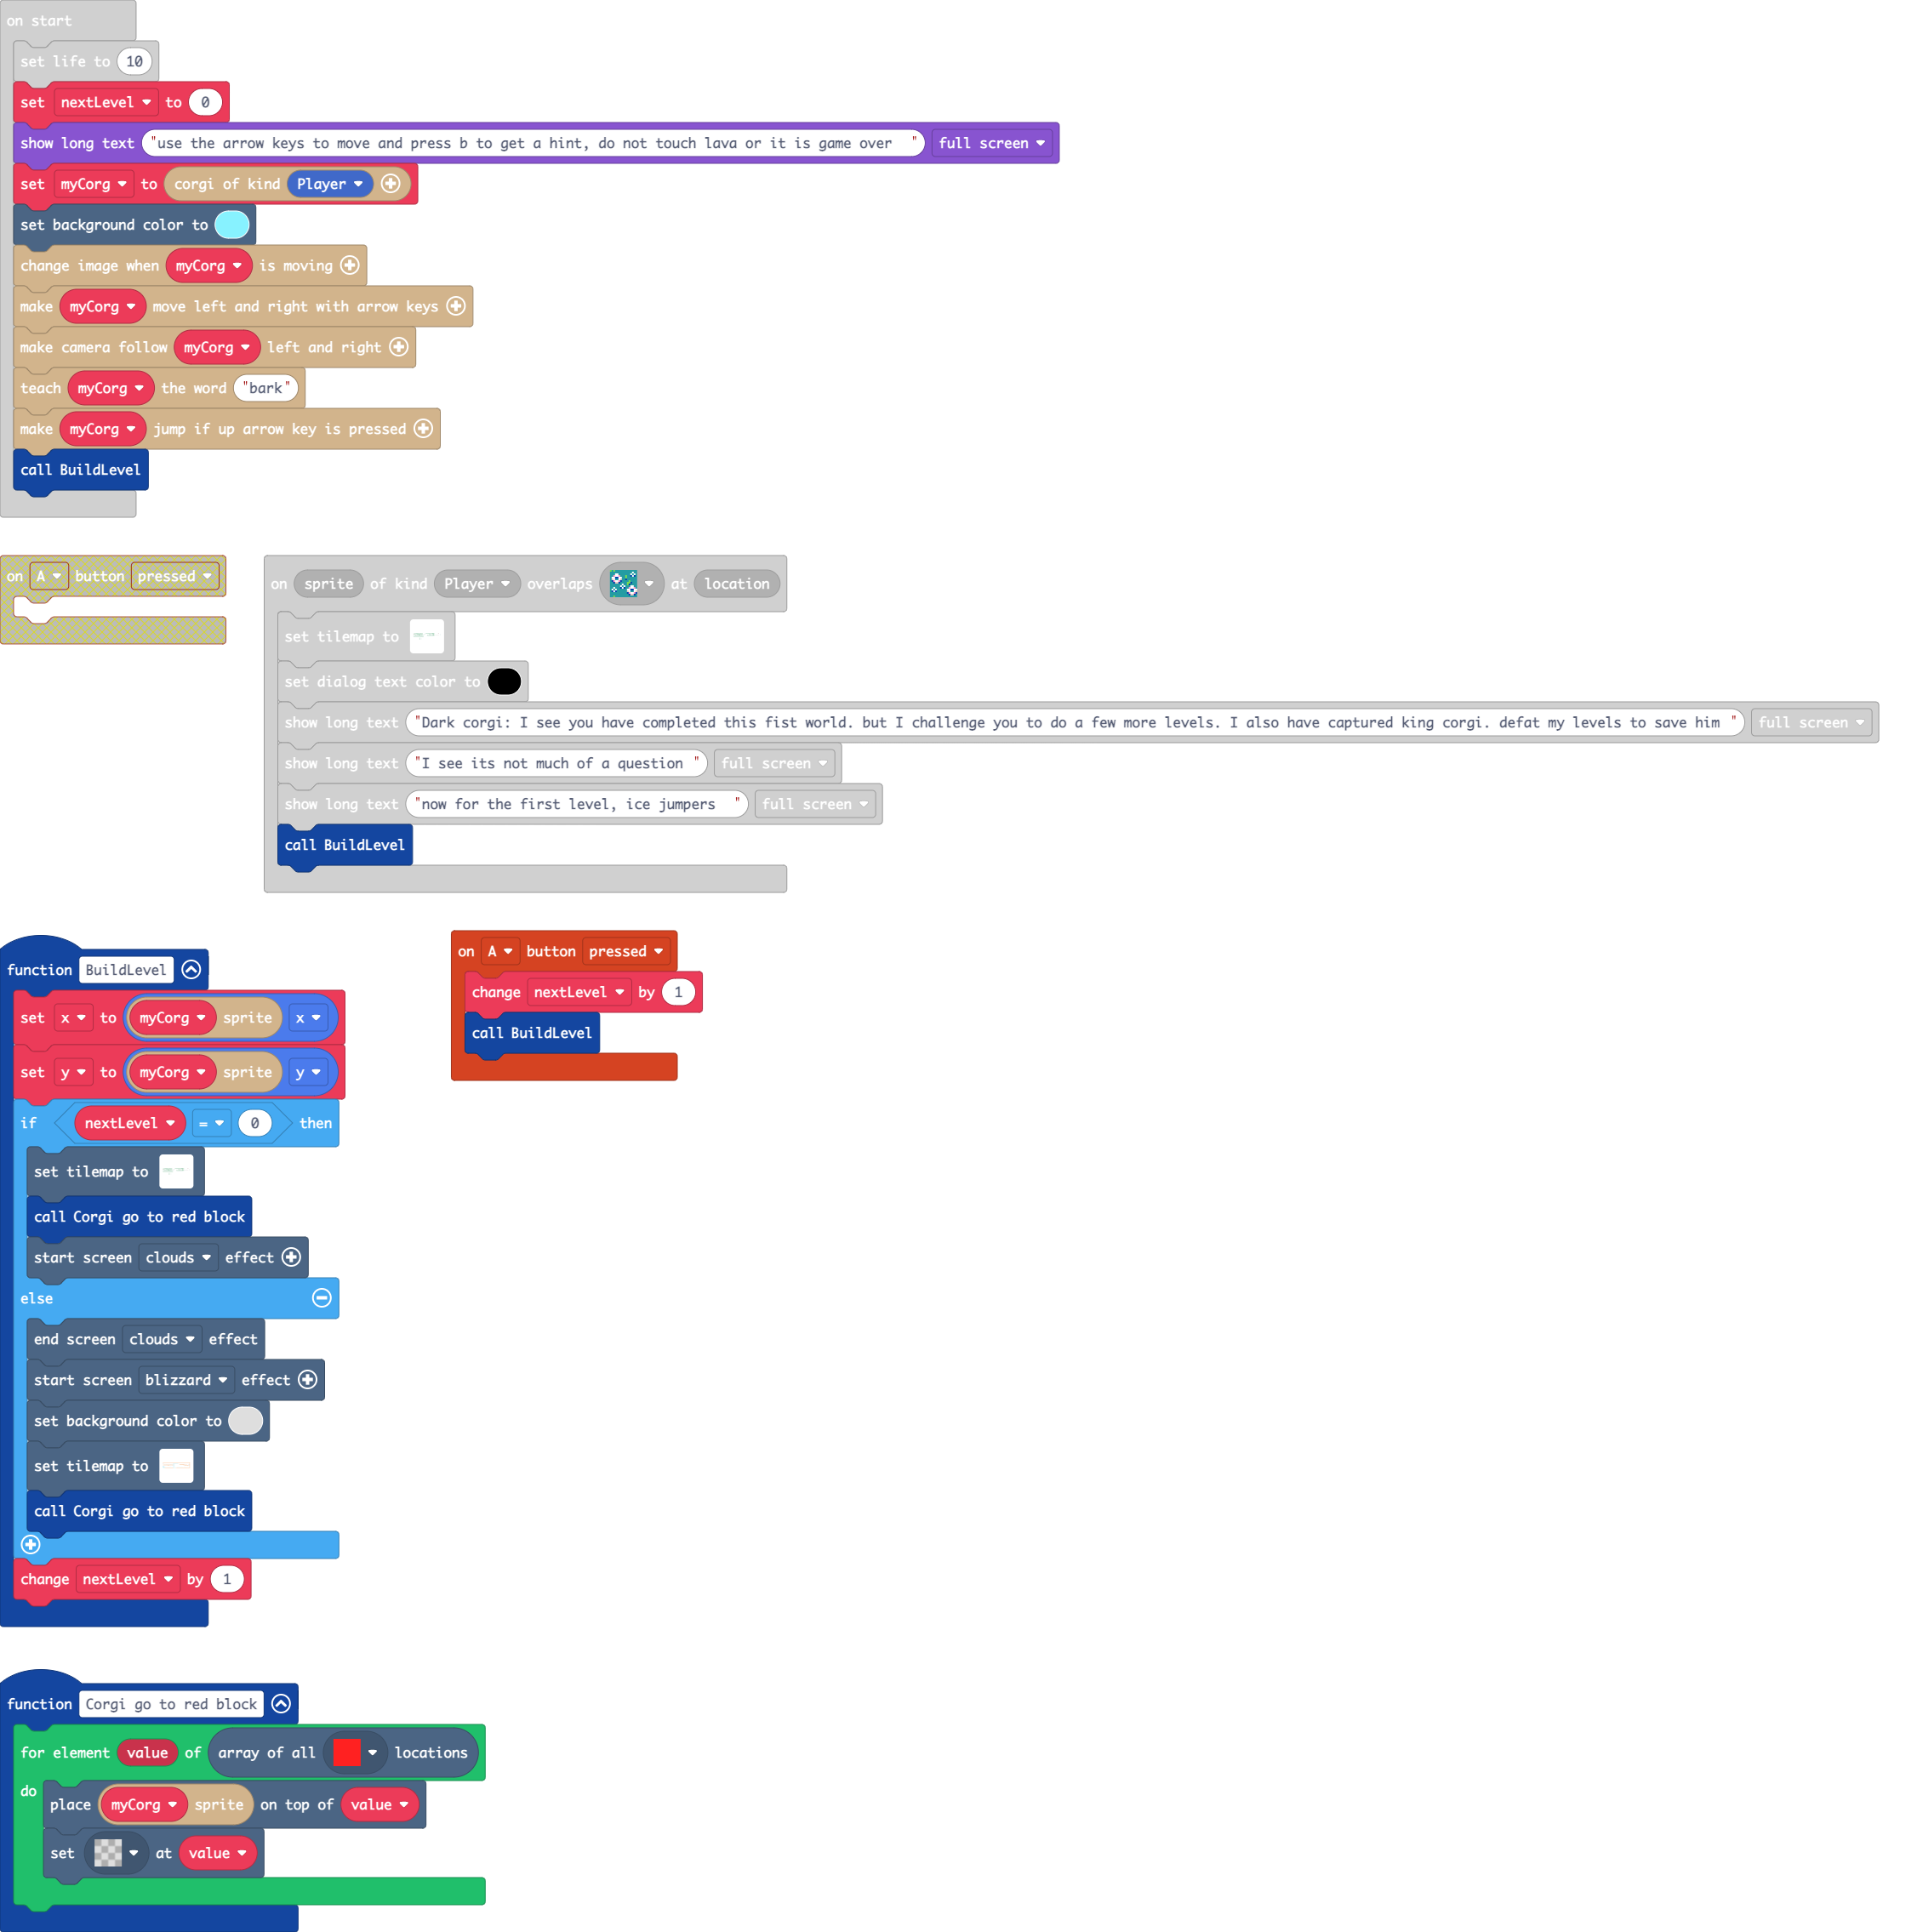 on start
set life to 10
set nextLevel to 0
show long text "use the arrow keys to move and press b to get a hint, do not touch lava or it is game over " full screen
set myCorg to corgi of kind Player
set background color to
change image when myCorg is moving
make myCorg move left and right with arrow keys
make camera follow myCorg left and right
teach myCorg the word "bark"
make myCorg jump if up arrow key is pressed
call BuildLevel
on A button pressed
on sprite of kind Player overlaps at location
set tilemap to
set dialog text color to
show long text "Dark corgi: I see you have completed this fist world. but I challenge you to do a few more levels. I also have captured king corgi. defat my levels to save him " full screen
show long text "I see its not much of a question " full screen
show long text "now for the first level, ice jumpers " full screen
call BuildLevel
function BuildLevel
set x to myCorg sprite x
set y to myCorg sprite y
if nextLevel = 0 then
set tilemap to
call Corgi go to red block
start screen clouds effect
else
end screen clouds effect
start screen blizzard effect
set background color to
set tilemap to
call Corgi go to red block
change nextLevel by 1
on A button pressed
change nextLevel by 1
call BuildLevel
function Corgi go to red block
for element value of array of all locations
do
place myCorg sprite on top of value
set at value